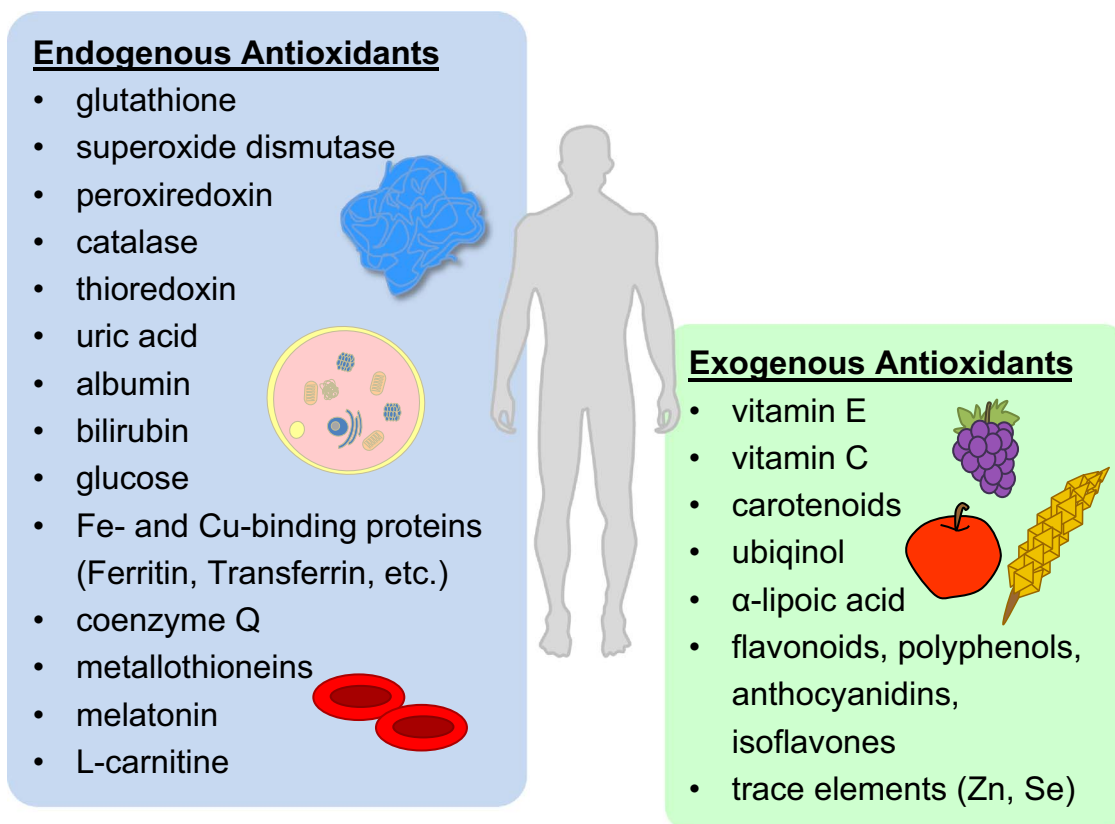 Endogenous Antioxidants
• glutathione
• superoxide dismutase
• peroxiredoxin
• catalase
• thioredoxin
• uric acid
• albumin
• bilirubin
• glucose
• Fe- and Cu-binding proteins
(Ferritin, Transferrin, etc.)
• coenzyme Q
• metallothioneins
• melatonin
• L-carnitine
Exogenous Antioxidants
• vitamin E
• vitamin C
• carotenoids
• ubiqinol
• α-lipoic acid
• flavonoids, polyphenols,
anthocyanidins,
isoflavones
• trace elements (Zn, Se)